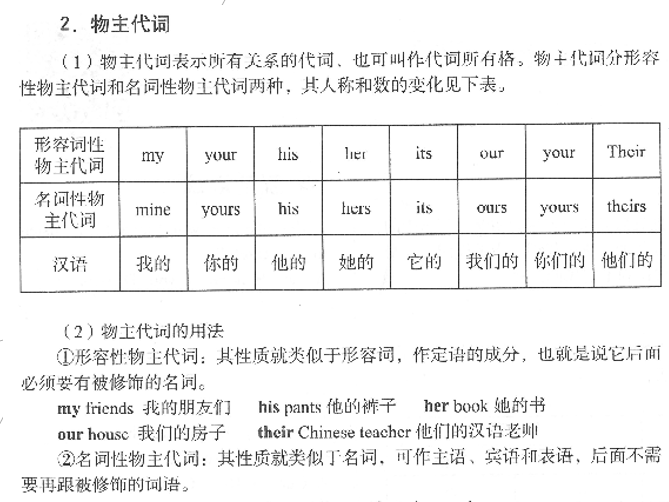 2．物主代词
（1）物主代词表示所有关系的代词、也可叫作代词所有格。物主代词分形容
性物主代词和名词性物主代词两种，其人称和数的变化见下表。
形容词性
物主代词 my your his her its our your Their
名词性物
主代词 mine yours his hers its ours yours theirs
汉语 我的 你的 他的 她的 它的 我们的 你们的 他们的
（2）物主代词的用法
①形容性物主代词：其性质就类似于形容词，作定语的成分，也就是说它后面
必须要有被修饰的名词。
my friends 我的朋友们 his pants 他的裤子 her book 她的书
our house 我们的房子 their Chinese teacher 他们的汉语老师
②名词性物主代词：其性质就类似于名词，可作主语、宾语和表语，后面不需
要再跟被修饰的词语。